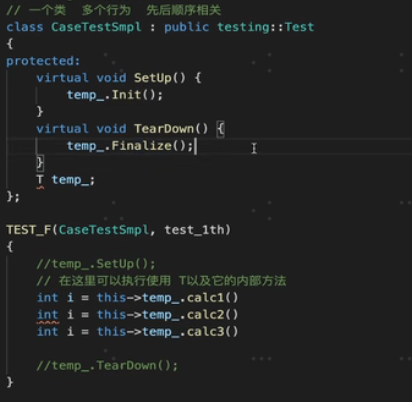 // 一个类  多个行为  先后顺序相关
class CaseTestSmpl : public testing::Test
{
protected:
    virtual void SetUp() {
        temp_.Init();
    }
    virtual void TearDown() {
        temp_.Finalize();
    }
    T temp_;
};
TEST_F(CaseTestSmpl, test_1th)
{
    //temp_.SetUp();
    // 在这里可以执行使用 T以及它的内部方法
    int i = this->temp_.calc1()
    int i = this->temp_.calc2()
    int i = this->temp_.calc3()
    //temp_.TearDown();
}